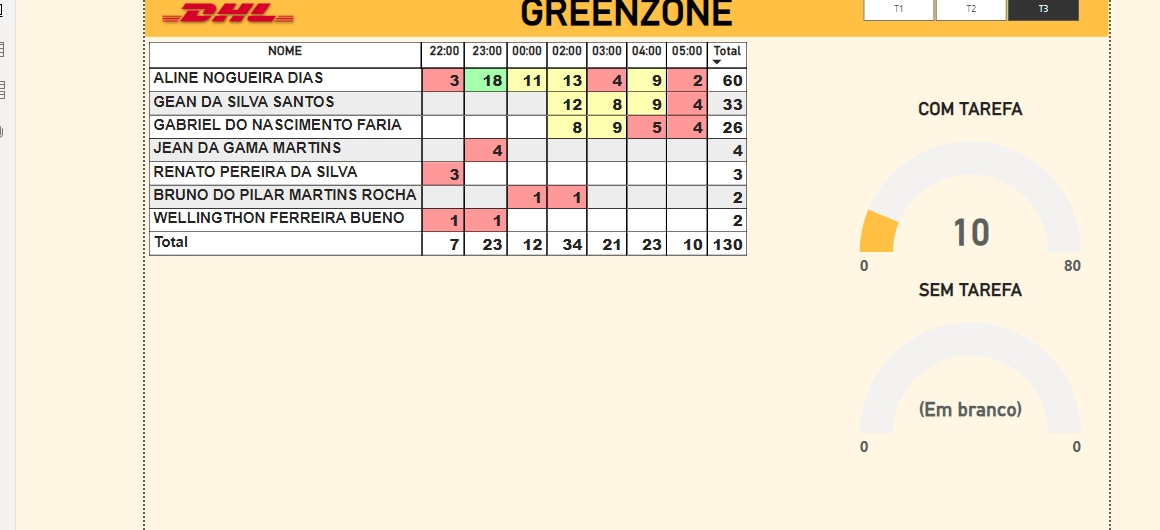 DHL
GREENZONE
T1 T2 T3
NOME 22:00 23:00 00:00 02:00 03:00 04:00 05:00 Total
ALINE NOGUEIRA DIAS 3 18 11 13 4 9 2 60
GEAN DA SILVA SANTOS 12 8 9 4 33
GABRIEL DO NASCIMENTO FARIA 8 9 5 4 26
JEAN DA GAMA MARTINS 4 4
RENATO PEREIRA DA SILVA 3 3
BRUNO DO PILAR MARTINS ROCHA 1 1 2
WELLINGTHON FERREIRA BUENO 1 1 2
Total 7 23 12 34 21 23 10 130
COM TAREFA
10
0 80
SEM TAREFA
(Em branco)
0 0